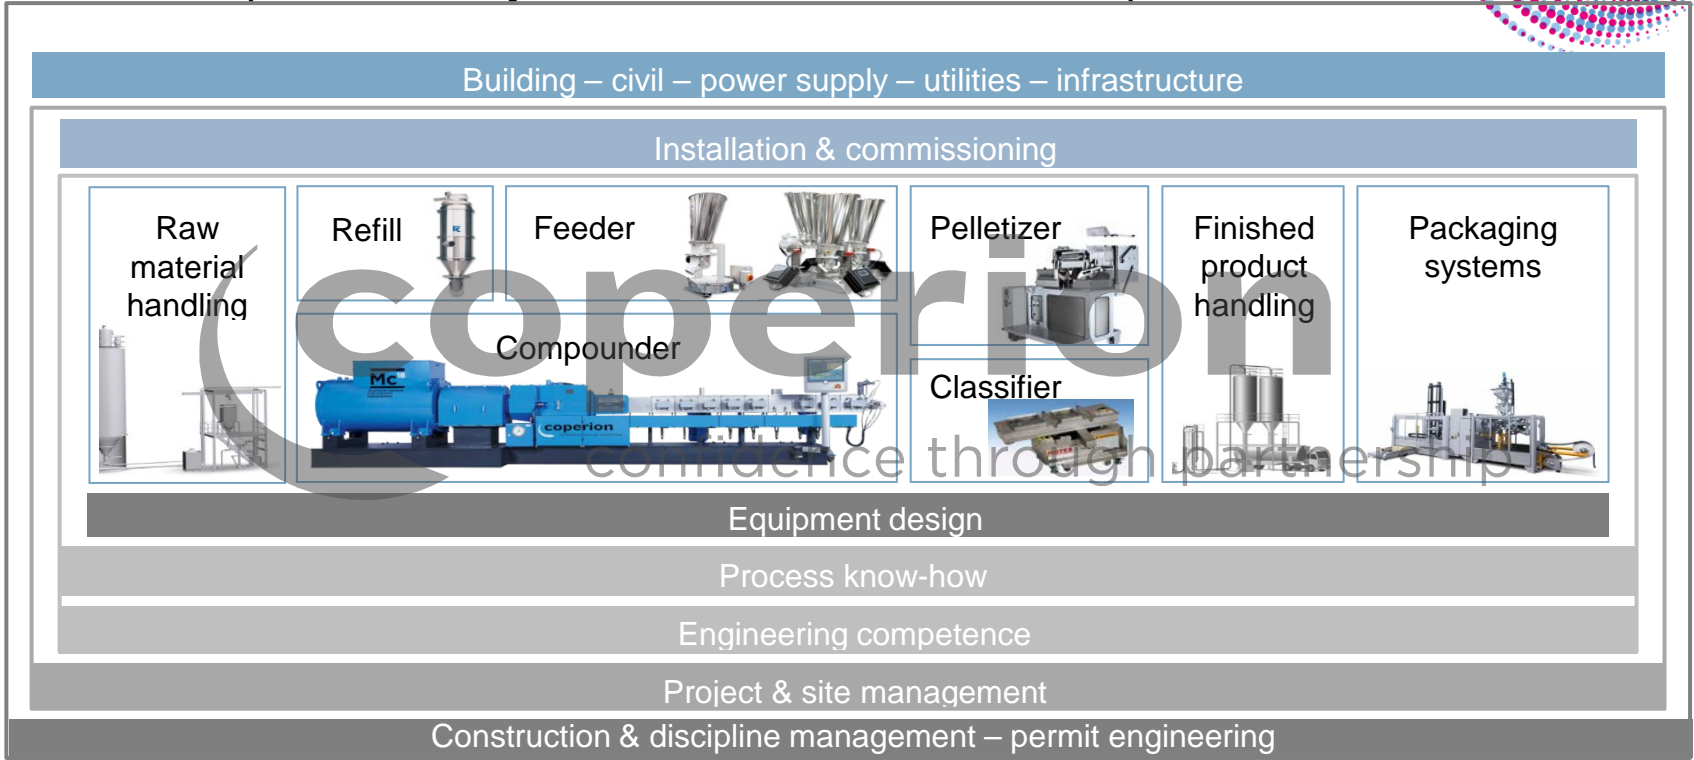 Building – civil – power supply – utilities – infrastructure
Installation & commissioning
Raw
material
handling
Refill
Feeder
Pelletizer
Finished
product
handling
Packaging
systems
Compounder
Mc18
coperion
Classifier
coperion
confidence through partnership
Equipment design
Process know-how
Engineering competence
Project & site management
Construction & discipline management – permit engineering